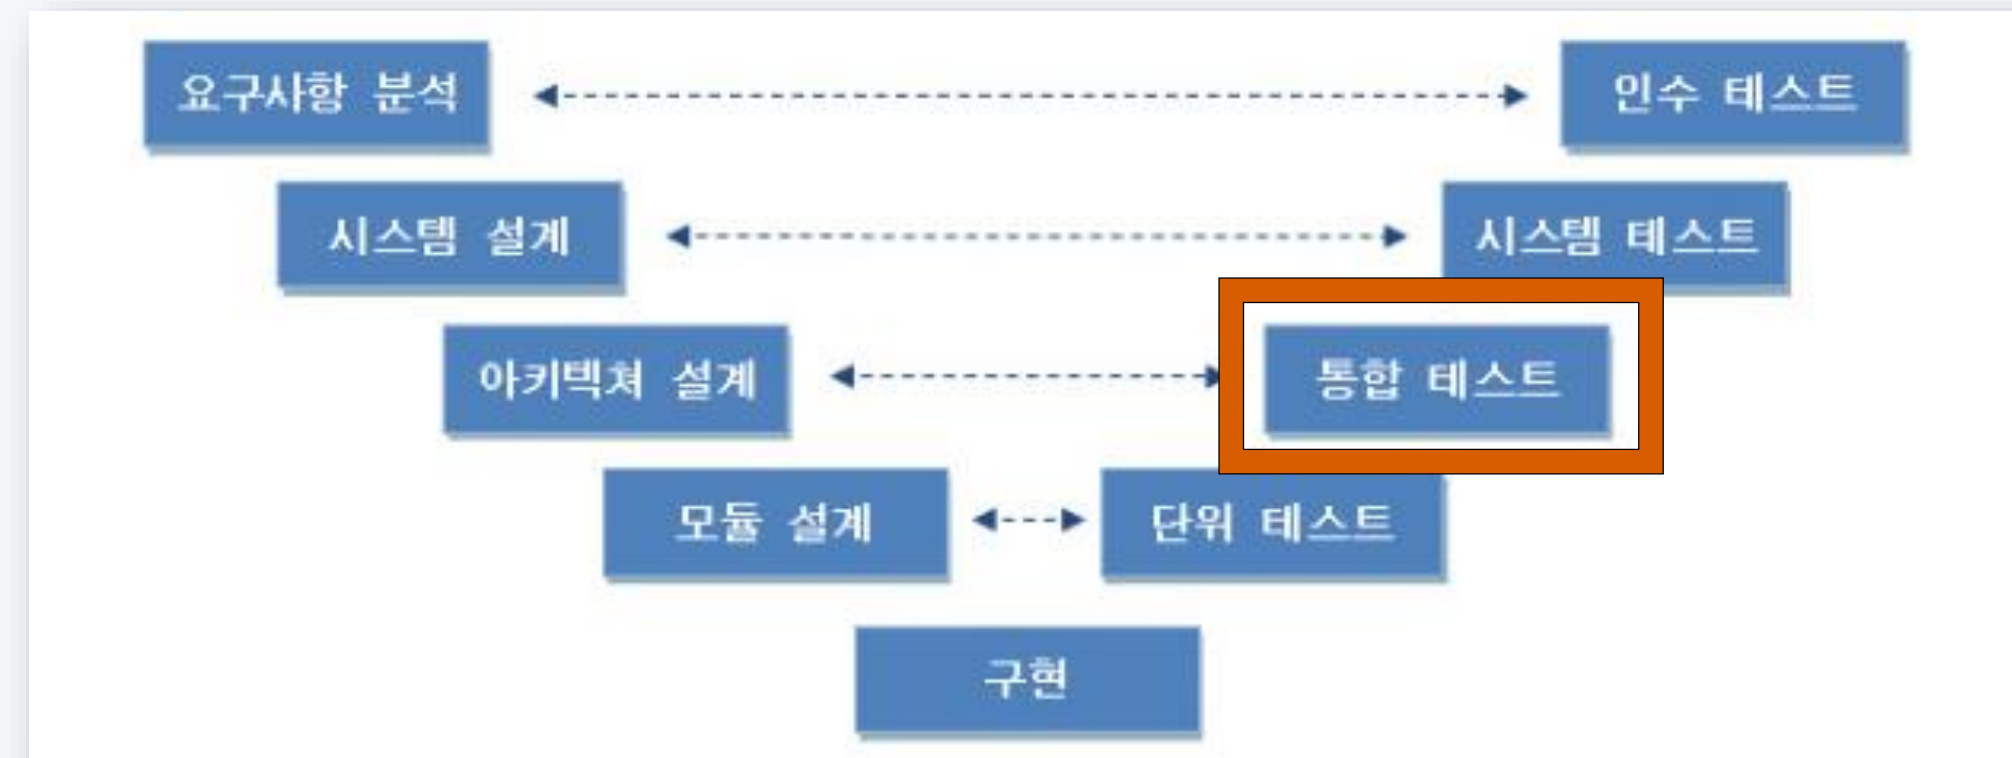 요구사항 분석 인수 테스트
시스템 설계 시스템 테스트
아키텍쳐 설계 통합 테스트
모듈 설계 단위 테스트
구현